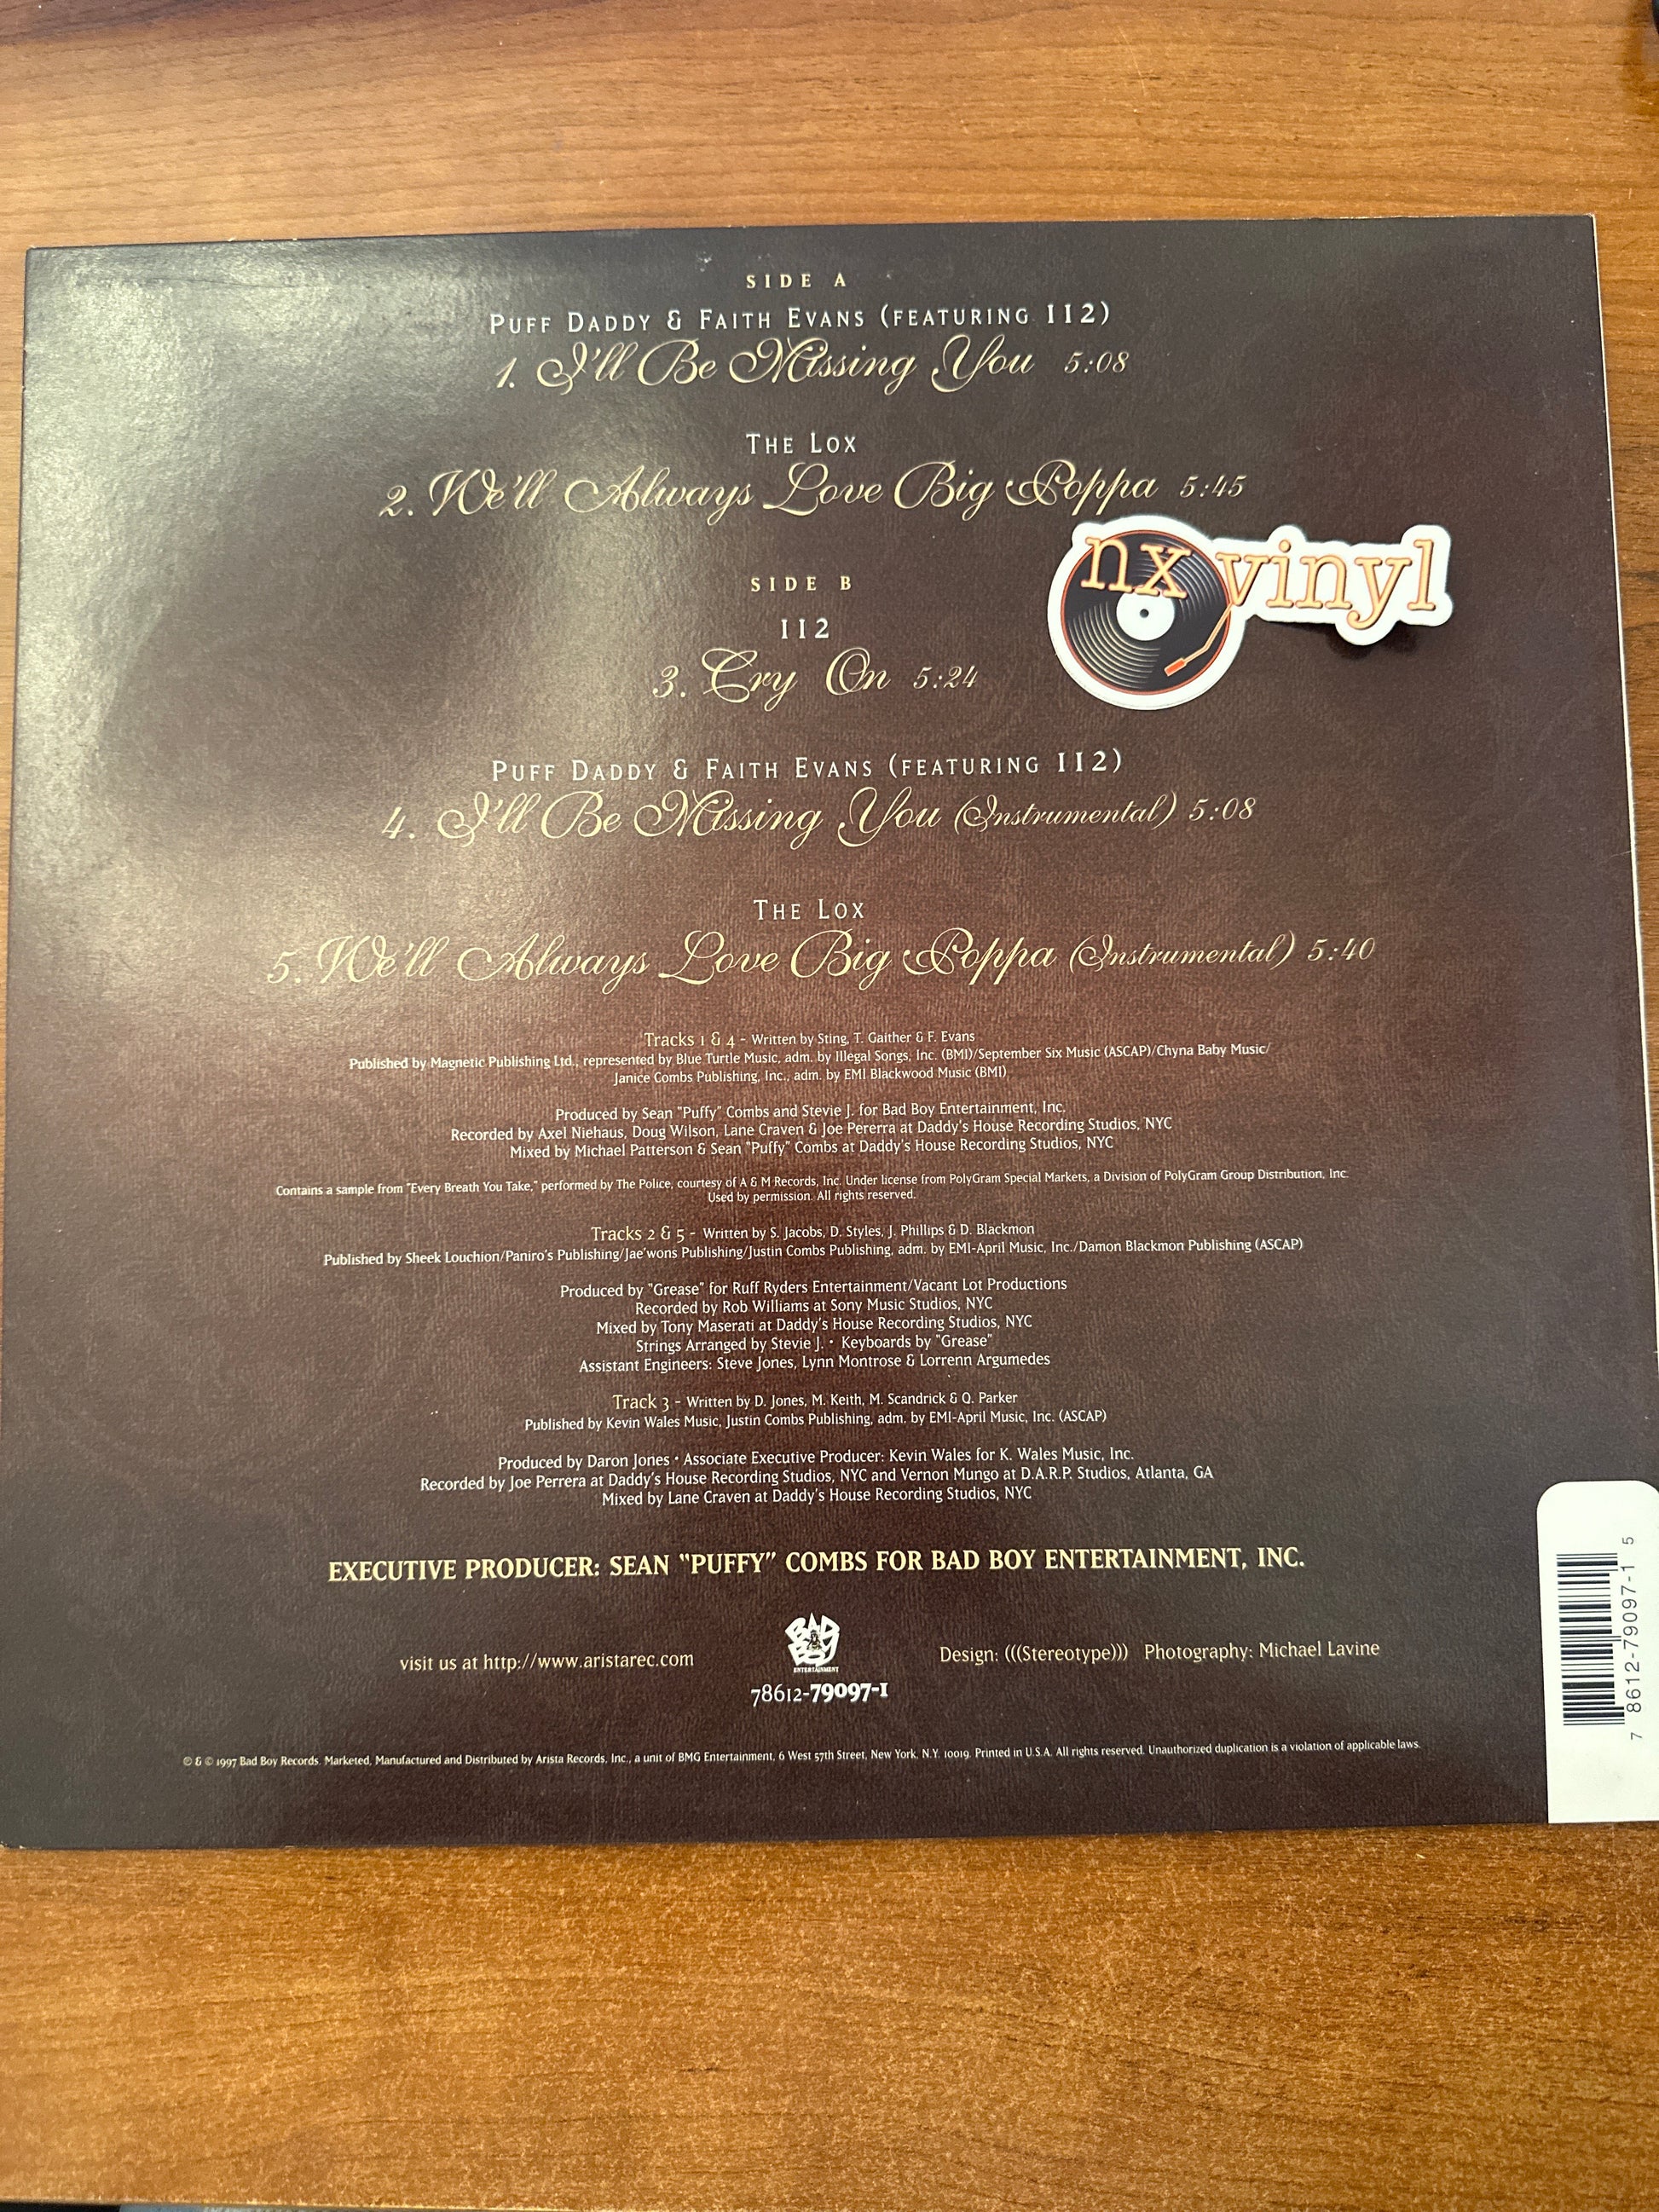 SIDE A
PUFF DADDY & FAITH EVANS (FEATURING 112)
1. I'll Be Missing You 5:08
THE LOX
2. We'll Always Love Big Poppa 5:45
nx vinyl
SIDE B
112
3. Cry On 5:24
PUFF DADDY & FAITH EVANS (FEATURING 112)
4. I'll Be Missing You (Instrumental) 5:08
THE LOX
5. We'll Always Love Big Poppa (Instrumental) 5:40
Tracks 1 & 4 - Written by Sting, T. Gaither & F. Evans
Published by Magnetic Publishing Ltd., represented by Blue Turtle Music, adm. by Illegal Songs, Inc. (BMI)/September Six Music (ASCAP)/Chyna Baby Music/
Janice Combs Publishing, Inc., adm. by EMI Blackwood Music (BMI)
Produced by Sean "Puffy" Combs and Stevie J. for Bad Boy Entertainment, Inc.
Recorded by Axel Niehaus, Doug Wilson, Lane Craven & Joe Pererra at Daddy's House Recording Studios, NYC
Mixed by Michael Patterson & Sean "Puffy" Combs at Daddy's House Recording Studios, NYC
Contains a sample from "Every Breath You Take," performed by The Police, courtesy of A & M Records, Inc. Under license from PolyGram Special Markets, a Division of PolyGram Group Distribution, Inc.
Used by permission. All rights reserved.
Tracks 2 & 5 - Written by S. Jacobs, D. Styles, J. Phillips & D. Blackmon
Published by Sheek Louchion/Paniro's Publishing/Jae'wons Publishing/Justin Combs Publishing, adm. by EMI-April Music, Inc./Damon Blackmon Publishing (ASCAP)
Produced by "Grease" for Ruff Ryders Entertainment/Vacant Lot Productions
Recorded by Rob Williams at Sony Music Studios, NYC
Mixed by Tony Maserati at Daddy's House Recording Studios, NYC
Strings Arranged by Stevie J. • Keyboards by "Grease"
Assistant Engineers: Steve Jones, Lynn Montrose & Lorrenn Argumedes
Track 3 - Written by D. Jones, M. Keith, M. Scandrick & Q. Parker
Published by Kevin Wales Music, Justin Combs Publishing, adm. by EMI-April Music, Inc. (ASCAP)
Produced by Daron Jones • Associate Executive Producer: Kevin Wales for K. Wales Music, Inc.
Recorded by Joe Perrera at Daddy's House Recording Studios, NYC and Vernon Mungo at D.A.R.P. Studios, Atlanta, GA
Mixed by Lane Craven at Daddy's House Recording Studios, NYC
EXECUTIVE PRODUCER: SEAN "PUFFY" COMBS FOR BAD BOY ENTERTAINMENT, INC.
visit us at http://www.aristarec.com
BAD BOY
ENTERTAINMENT
78612-79097-1
Design: (((Stereotype))) Photography: Michael Lavine
℗ & © 1997 Bad Boy Records. Marketed, Manufactured and Distributed by Arista Records, Inc., a unit of BMG Entertainment, 6 West 57th Street, New York, N.Y. 10019. Printed in U.S.A. All rights reserved. Unauthorized duplication is a violation of applicable laws.
7 8612-79097-1 5